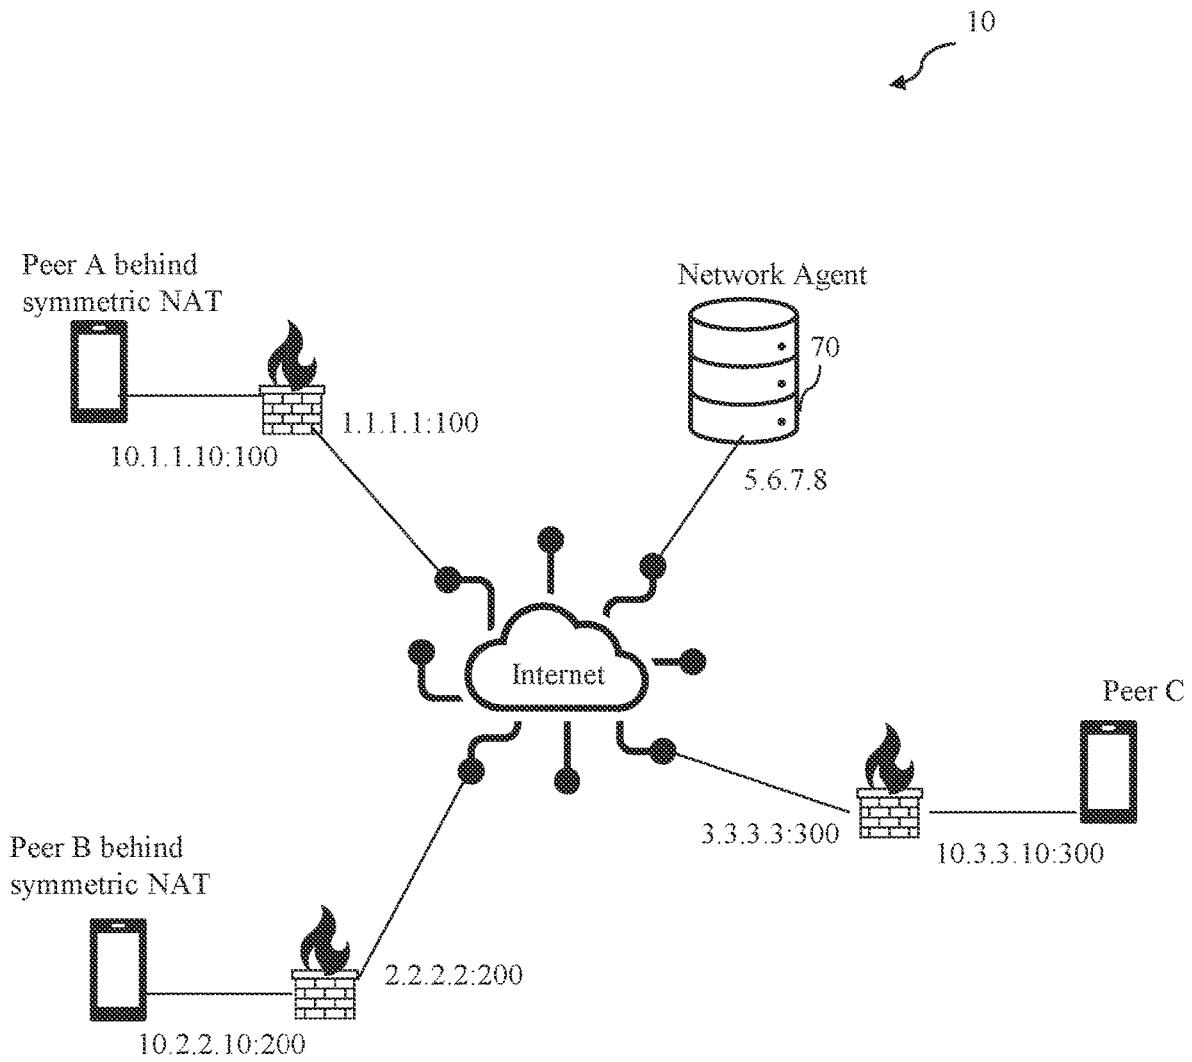 10
Peer A behind
symmetric NAT
Network Agent
70
1.1.1.1:100
10.1.1.10:100
5.6.7.8
Internet
Peer C
3.3.3.3:300
10.3.3.10:300
Peer B behind
symmetric NAT
2.2.2.2:200
10.2.2.10:200